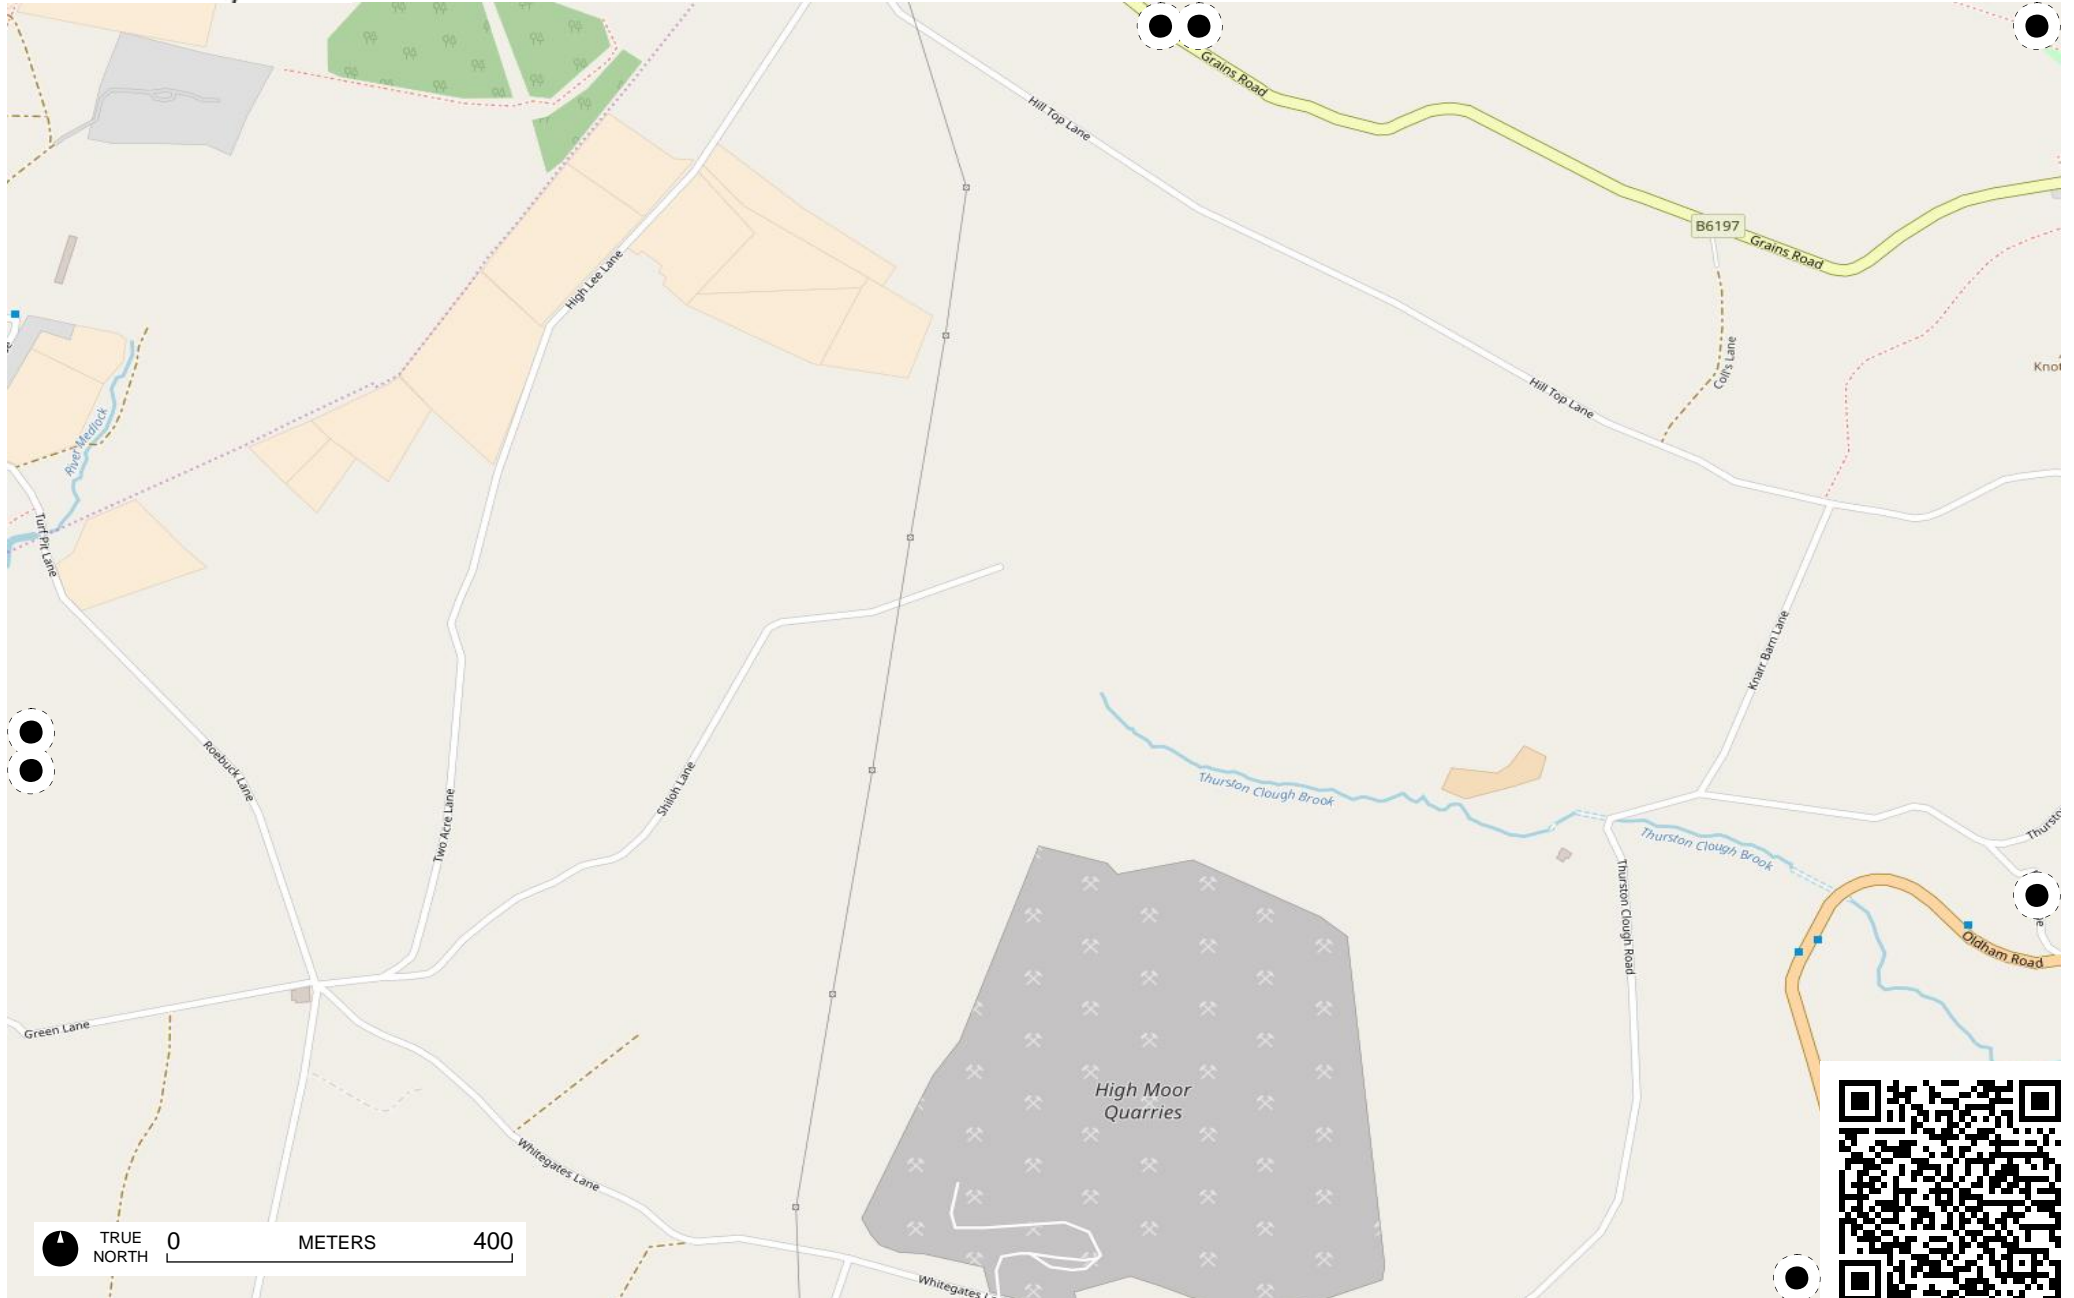 Grains Road
Hill Top Lane
B6197
Grains Road
High Lee Lane
Coll's Lane
Hill Top Lane
River Medlock
Turf Pit Lane
Knarr Barn Lane
Roebuck Lane
Shiloh Lane
Two Acre Lane
Thurston Clough Brook
Thurston Clough Brook
Thurston Clough Road
Oldham Road
Green Lane
High Moor
Quarries
Whitegates Lane
Whitegates
TRUE
NORTH
0 METERS 400